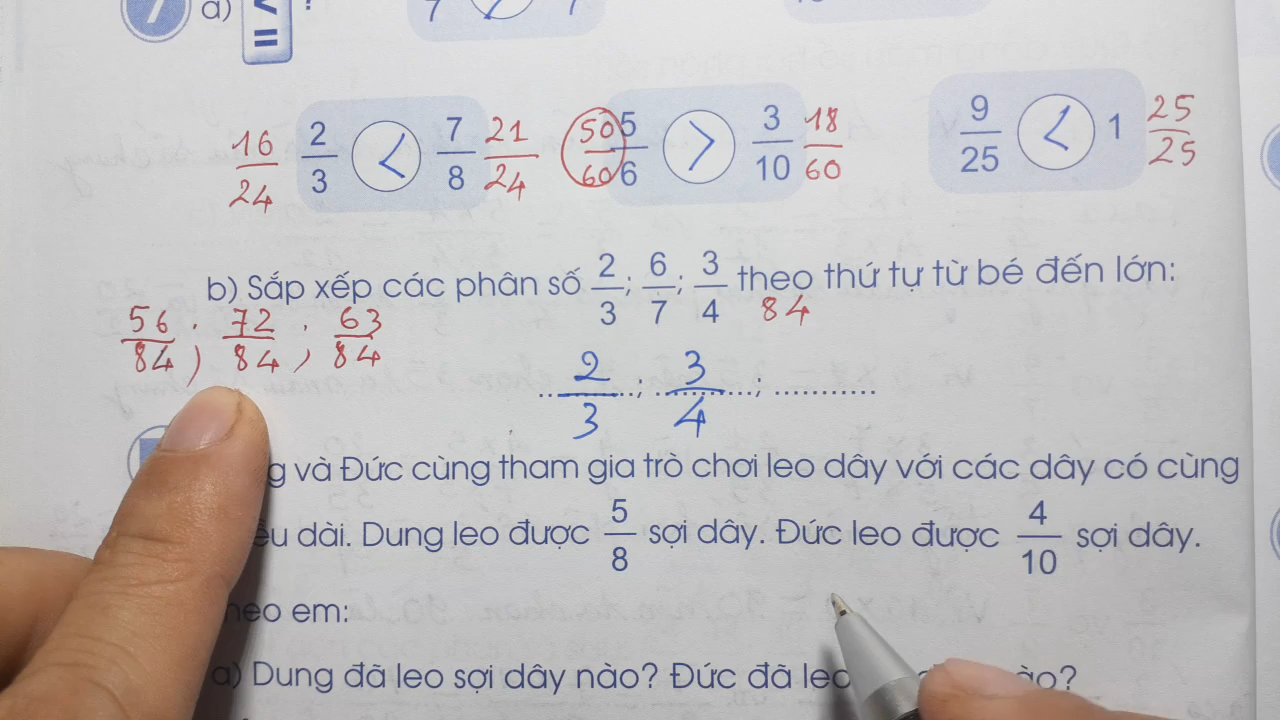 7 a) > < = ?
7 7
16/24 2/3 < 7/8 21/24 50/60 5/6 > 3/10 18/60 9/25 < 1 25/25
b) Sắp xếp các phân số 2/3; 6/7; 3/4 theo thứ tự từ bé đến lớn:
56/84; 72/84; 63/84 84
2/3; 3/4; ...........
và Đức cùng tham gia trò chơi leo dây với các dây có cùng
dài. Dung leo được 5/8 sợi dây. Đức leo được 4/10 sợi dây.
em:
a) Dung đã leo sợi dây nào? Đức đã leo